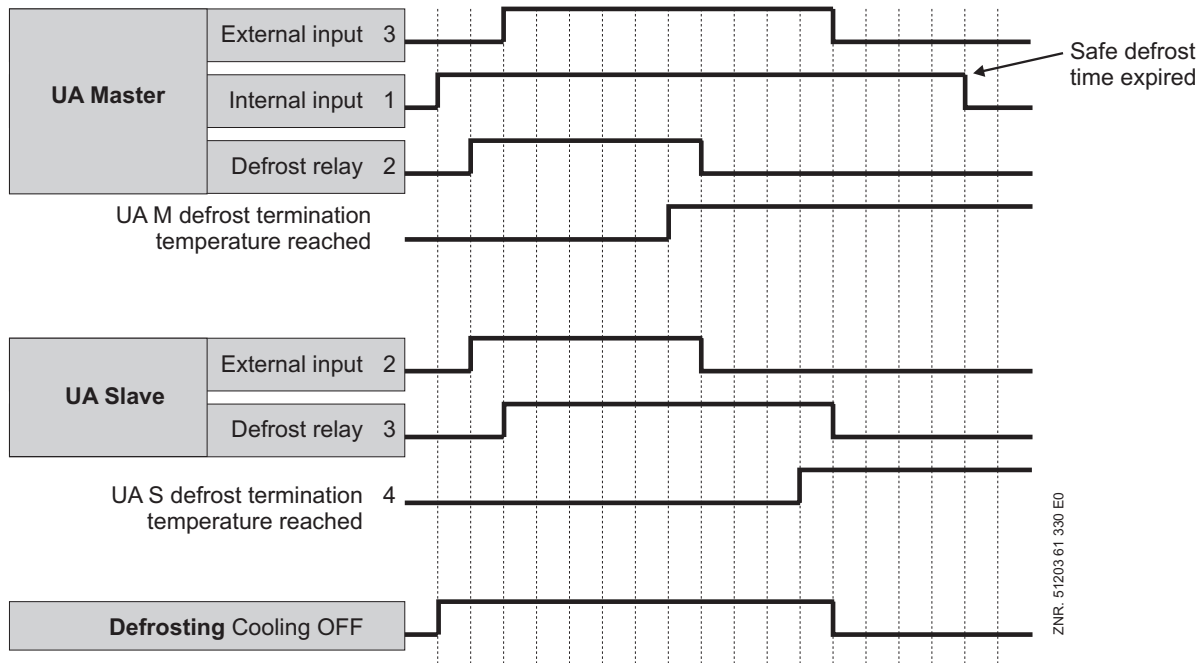 External input 3
UA Master
Internal input 1
Defrost relay 2
Safe defrost
time expired
UA M defrost termination
temperature reached
External input 2
UA Slave
Defrost relay 3
UA S defrost termination 4
temperature reached
Defrosting Cooling OFF
ZNR. 51203 61 330 E0